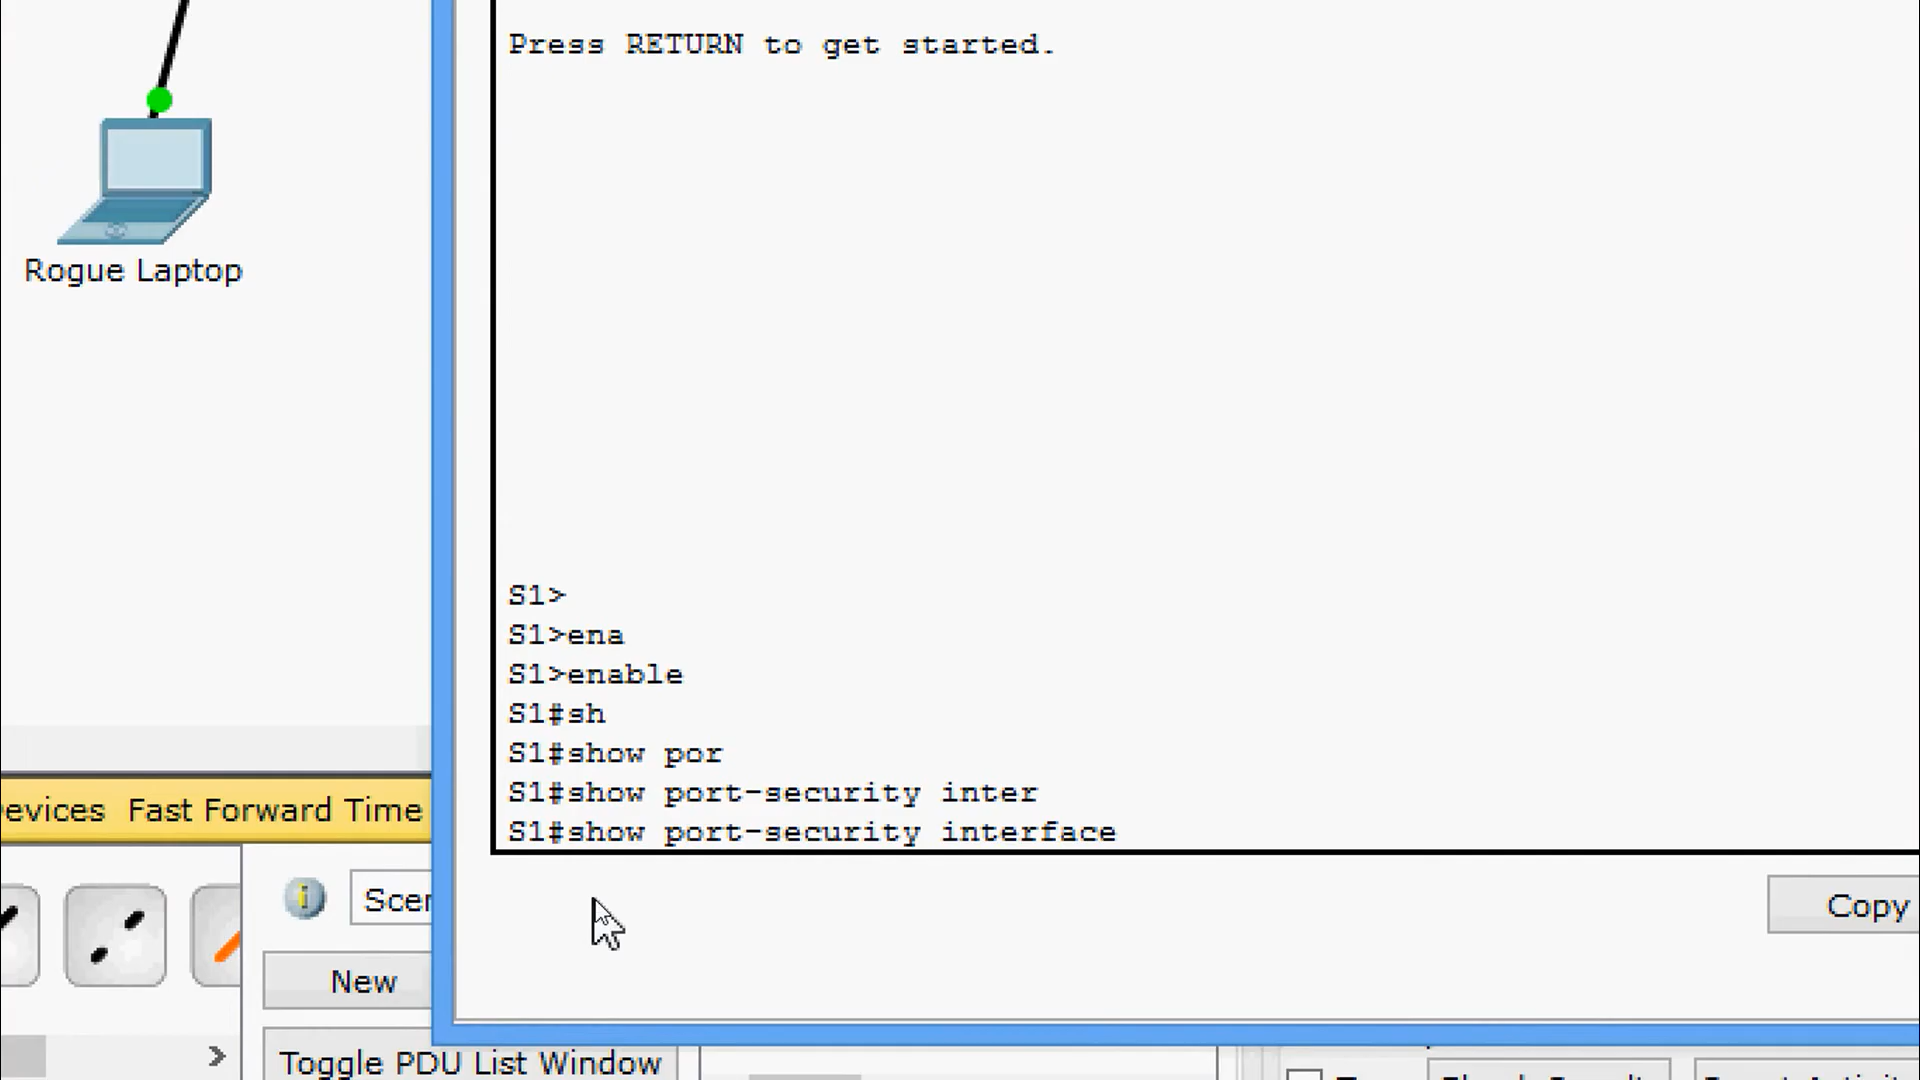 Press RETURN to get started.
Rogue Laptop
S1>
S1>ena
S1>enable
S1#sh
S1#show por
S1#show port-security inter
S1#show port-security interface
evices Fast Forward Time
Scer
Copy
New
Toggle PDU List Window